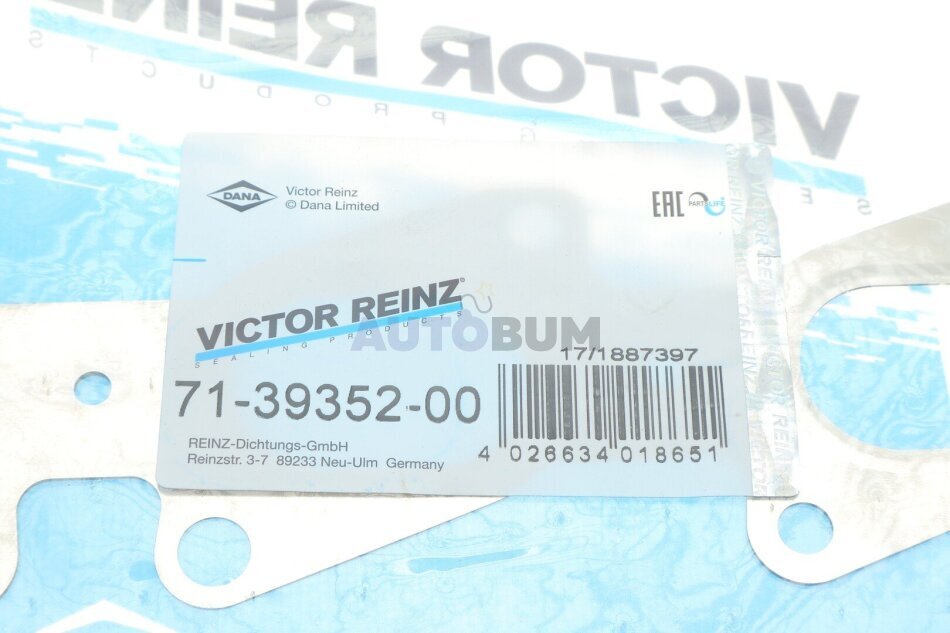 VICTOR REINZ
DANA
Victor Reinz
© Dana Limited
EAC
PARTSLIFE
VICTOR REINZ®
SEALING PRODUCTS
AUTOBUM
17/1887397
71-39352-00
4 026634 018651
REINZ-Dichtungs-GmbH
Reinzstr. 3-7 89233 Neu-Ulm Germany